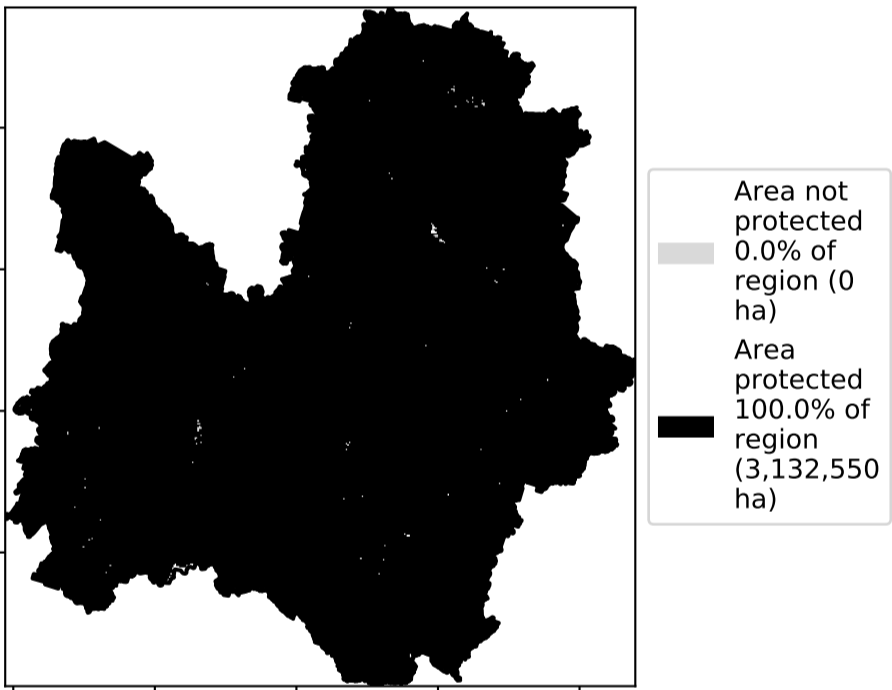 Area not
protected
0.0% of
region (0
ha)
Area
protected
100.0% of
region
(3,132,550
ha)